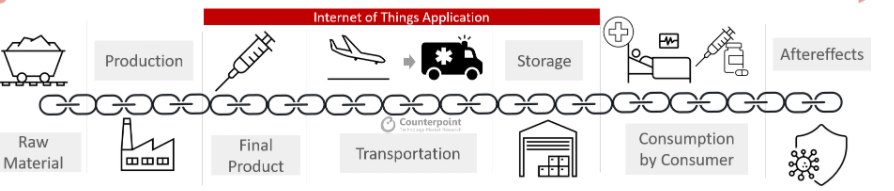 Internet of Things Application
Production
Storage
Aftereffects
Counterpoint
Technology Market Research
Raw
Material
Final
Product
Transportation
Consumption
by Consumer